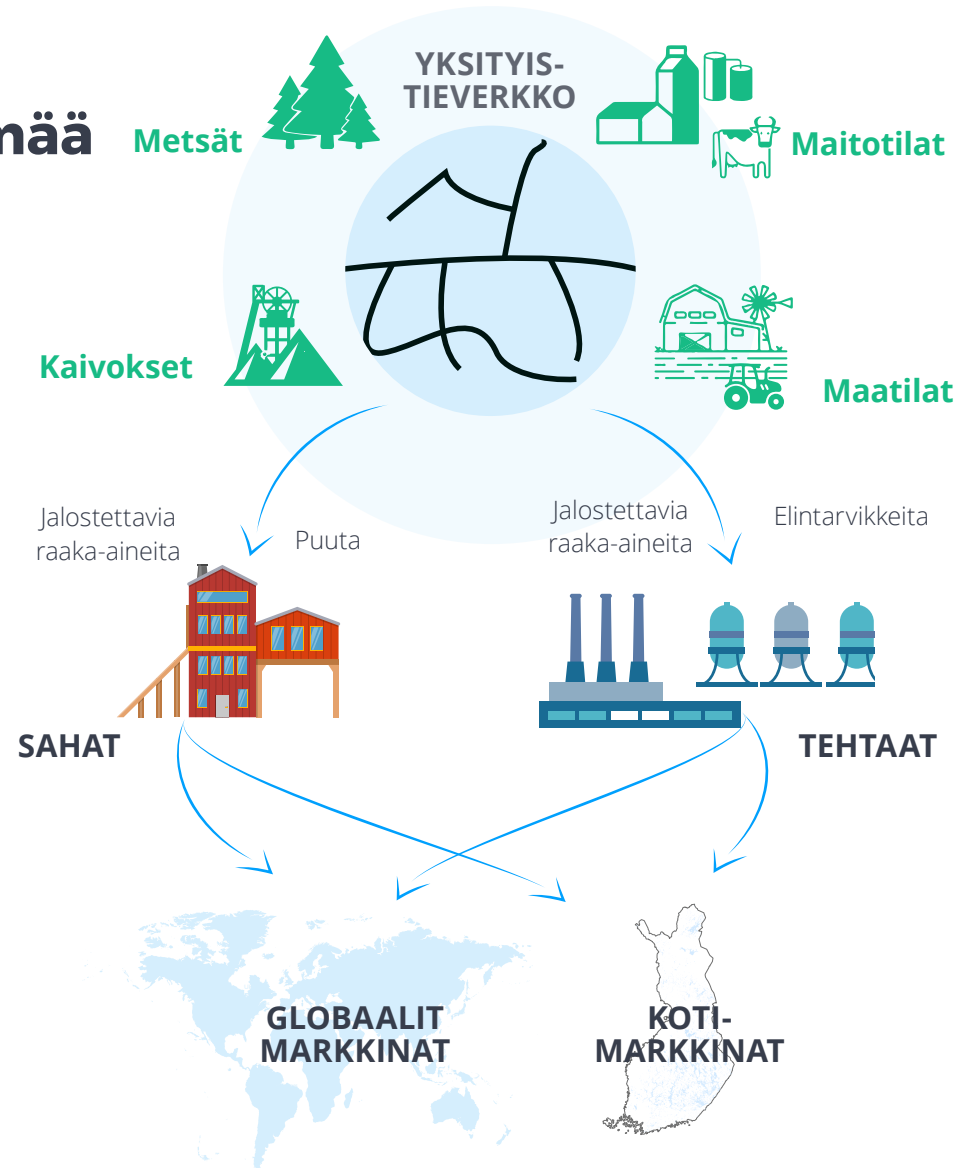 YKSITYIS-
TIEVERKKO
mää
Metsät
Maitotilat
Kaivokset
Maatilat
Jalostettavia
raaka-aineita
Puuta
Jalostettavia
raaka-aineita
Elintarvikkeita
SAHAT
TEHTAAT
GLOBAALIT
MARKKINAT
KOTI-
MARKKINAT